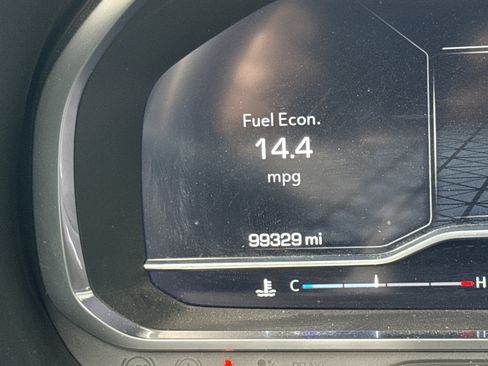 Fuel Econ.
14.4
mpg
99329 mi
C H